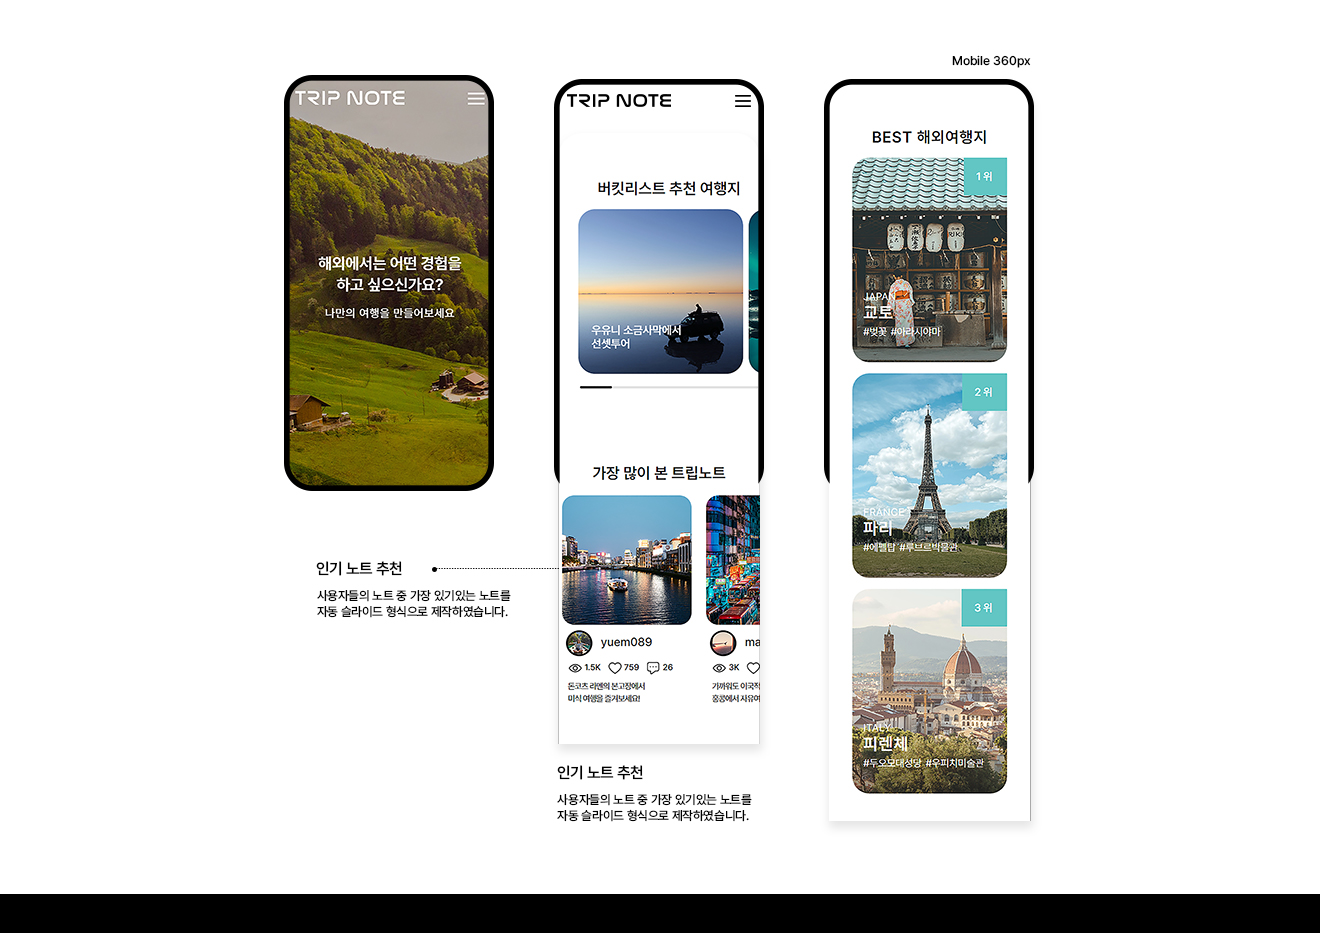 Mobile 360px
TRIP NOTE
해외에서는 어떤 경험을
하고 싶으신가요?
나만의 여행을 만들어보세요
인기 노트 추천
사용자들의 노트 중 가장 있기있는 노트를
자동 슬라이드 형식으로 제작하였습니다.
TRIP NOTE
버킷리스트 추천 여행지
우유니 소금사막에서
선셋투어
가장 많이 본 트립노트
yuem089
1.5K 759 26
돈코츠 라멘의 본고장에서
미식 여행을 즐겨보세요!
ma
3K
가까워도 이국적
홍콩에서 자유여
인기 노트 추천
사용자들의 노트 중 가장 있기있는 노트를
자동 슬라이드 형식으로 제작하였습니다.
BEST 해외여행지
1 위
JAPAN
교토
#벚꽃 #아라시야마
2 위
FRANCE
파리
#에펠탑 #루브르박물관
3 위
ITALY
피렌체
#두오모대성당 #우피치미술관